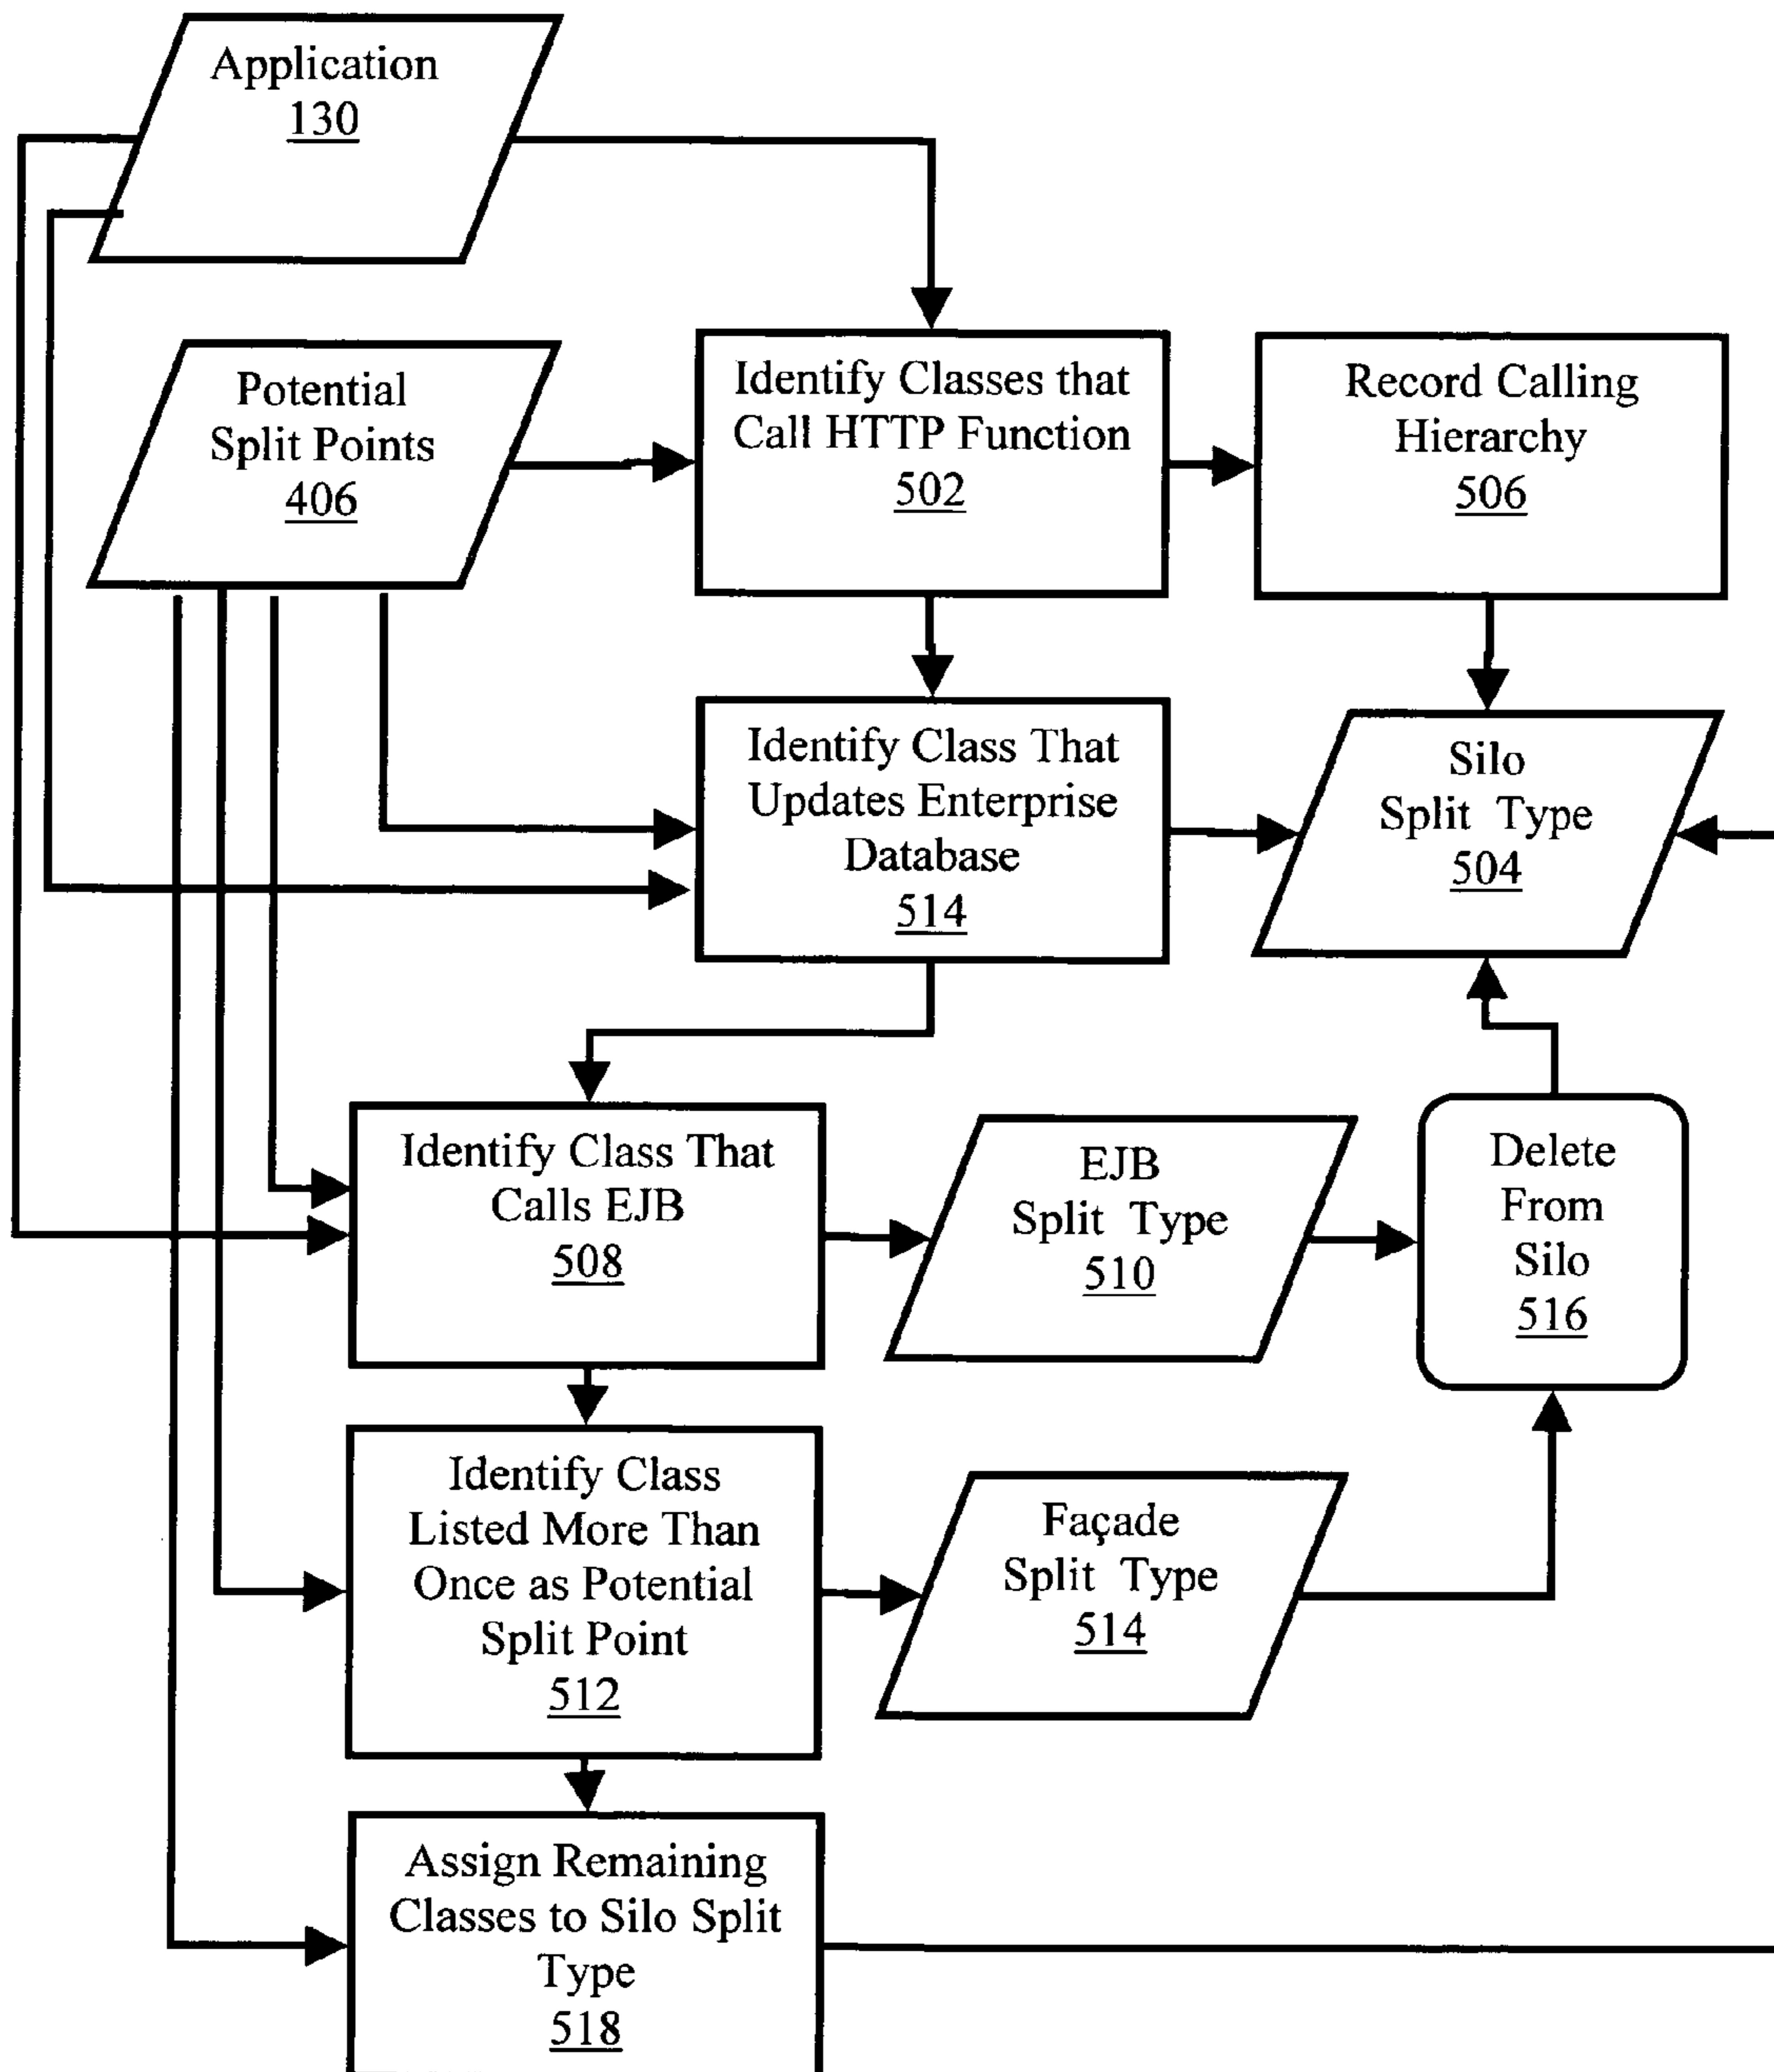 Application
130
Potential
Split Points
406
Identify Classes that
Call HTTP Function
502
Record Calling
Hierarchy
506
Identify Class That
Updates Enterprise
Database
514
Silo
Split Type
504
Identify Class That
Calls EJB
508
EJB
Split Type
510
Delete
From
Silo
516
Identify Class
Listed More Than
Once as Potential
Split Point
512
Façade
Split Type
514
Assign Remaining
Classes to Silo Split
Type
518